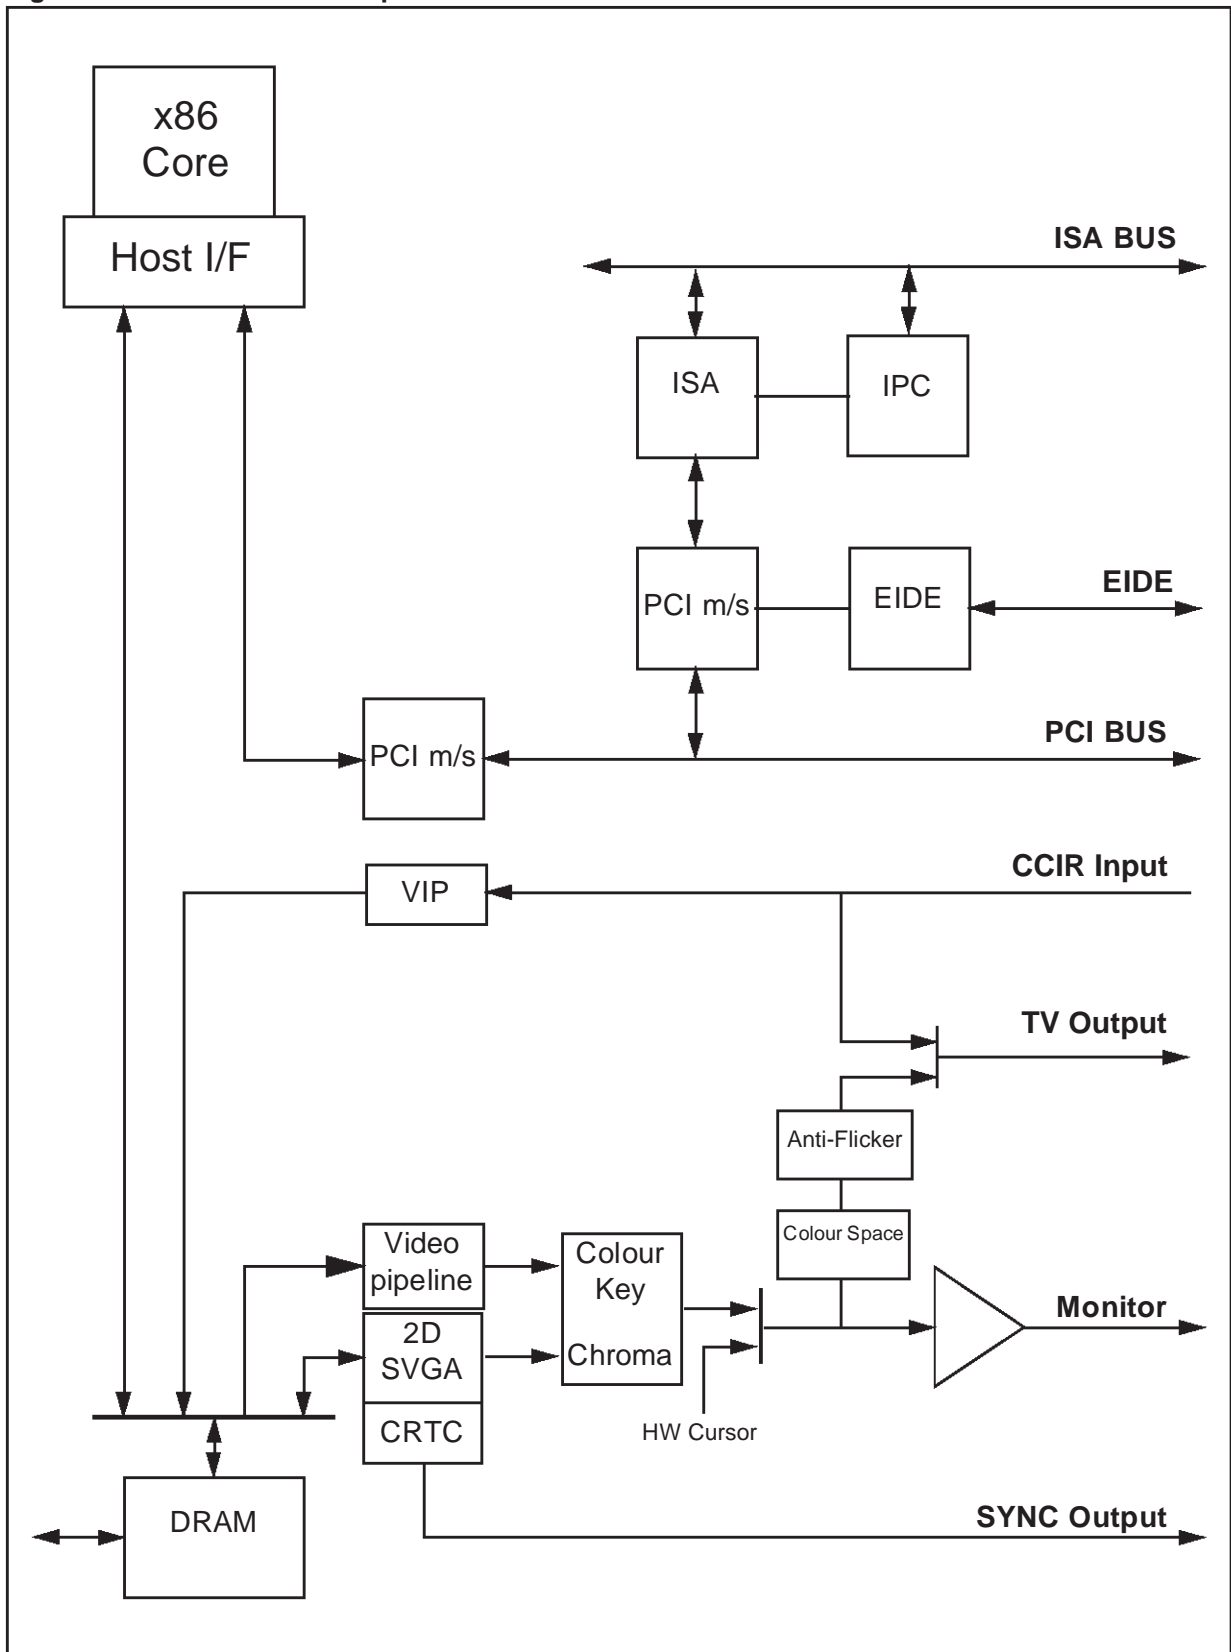 x86
Core
Host I/F
ISA BUS
ISA
IPC
PCI m/s
EIDE
EIDE
PCI m/s
PCI BUS
VIP
CCIR Input
TV Output
Anti-Flicker
Colour Space
Video
pipeline
2D
SVGA
CRTC
Colour
Key
Chroma
HW Cursor
Monitor
DRAM
SYNC Output